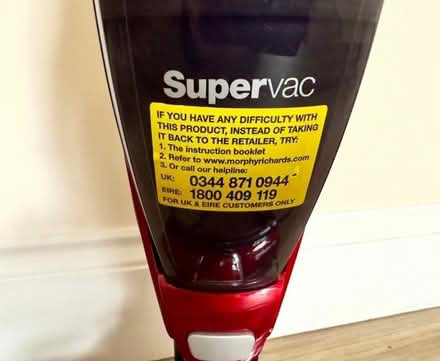 Supervac
IF YOU HAVE ANY DIFFICULTY WITH
THIS PRODUCT, INSTEAD OF TAKING
IT BACK TO THE RETAILER, TRY:
1. The instruction booklet
2. Refer to www.morphyrichards.com
3. Or call our helpline:
UK: 0344 871 0944
EIRE: 1800 409 119
FOR UK & EIRE CUSTOMERS ONLY